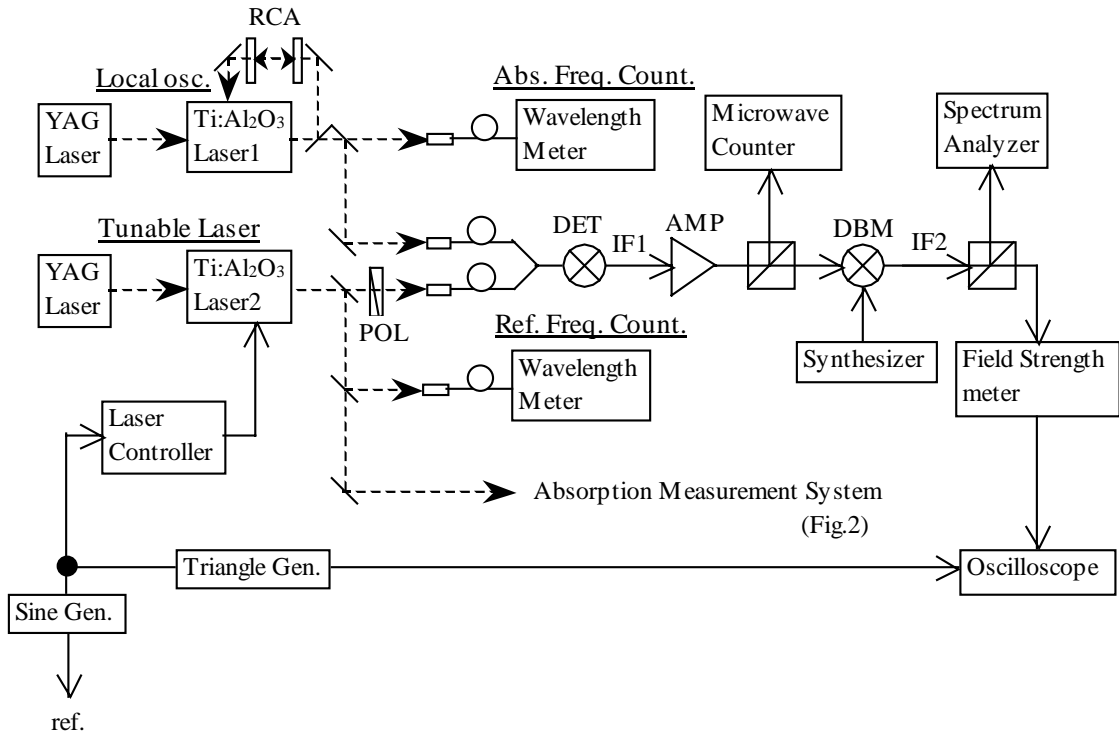 RCA
Local osc.
Abs. Freq. Count.
YAG
Laser
Ti:Al₂O₃
Laser1
Wavelength
Meter
Microwave
Counter
Spectrum
Analyzer
Tunable Laser
YAG
Laser
Ti:Al₂O₃
Laser2
POL
DET
IF1
AMP
DBM
IF2
Ref. Freq. Count.
Wavelength
Meter
Synthesizer
Field Strength
meter
Laser
Controller
Absorption Measurement System
(Fig.2)
Triangle Gen.
Oscilloscope
Sine Gen.
ref.